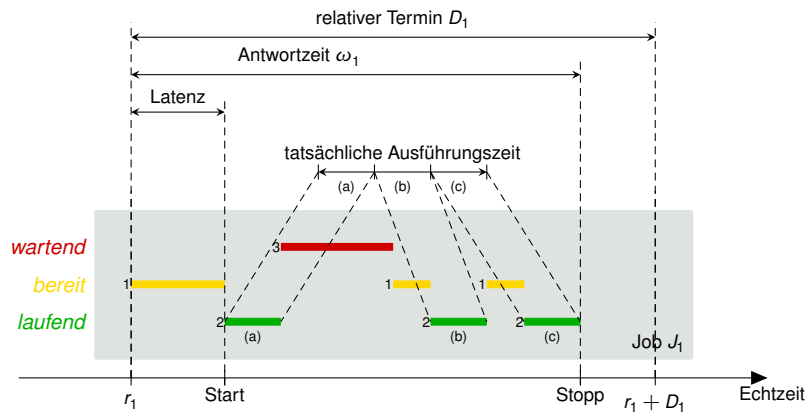 relativer Termin D₁
Antwortzeit ω₁
Latenz
tatsächliche Ausführungszeit
(a) (b) (c)
wartend 3
bereit 1 1 1
laufend 2 2 2
(a) (b) (c)
Job J₁
r₁ Start Stopp r₁ + D₁ Echtzeit